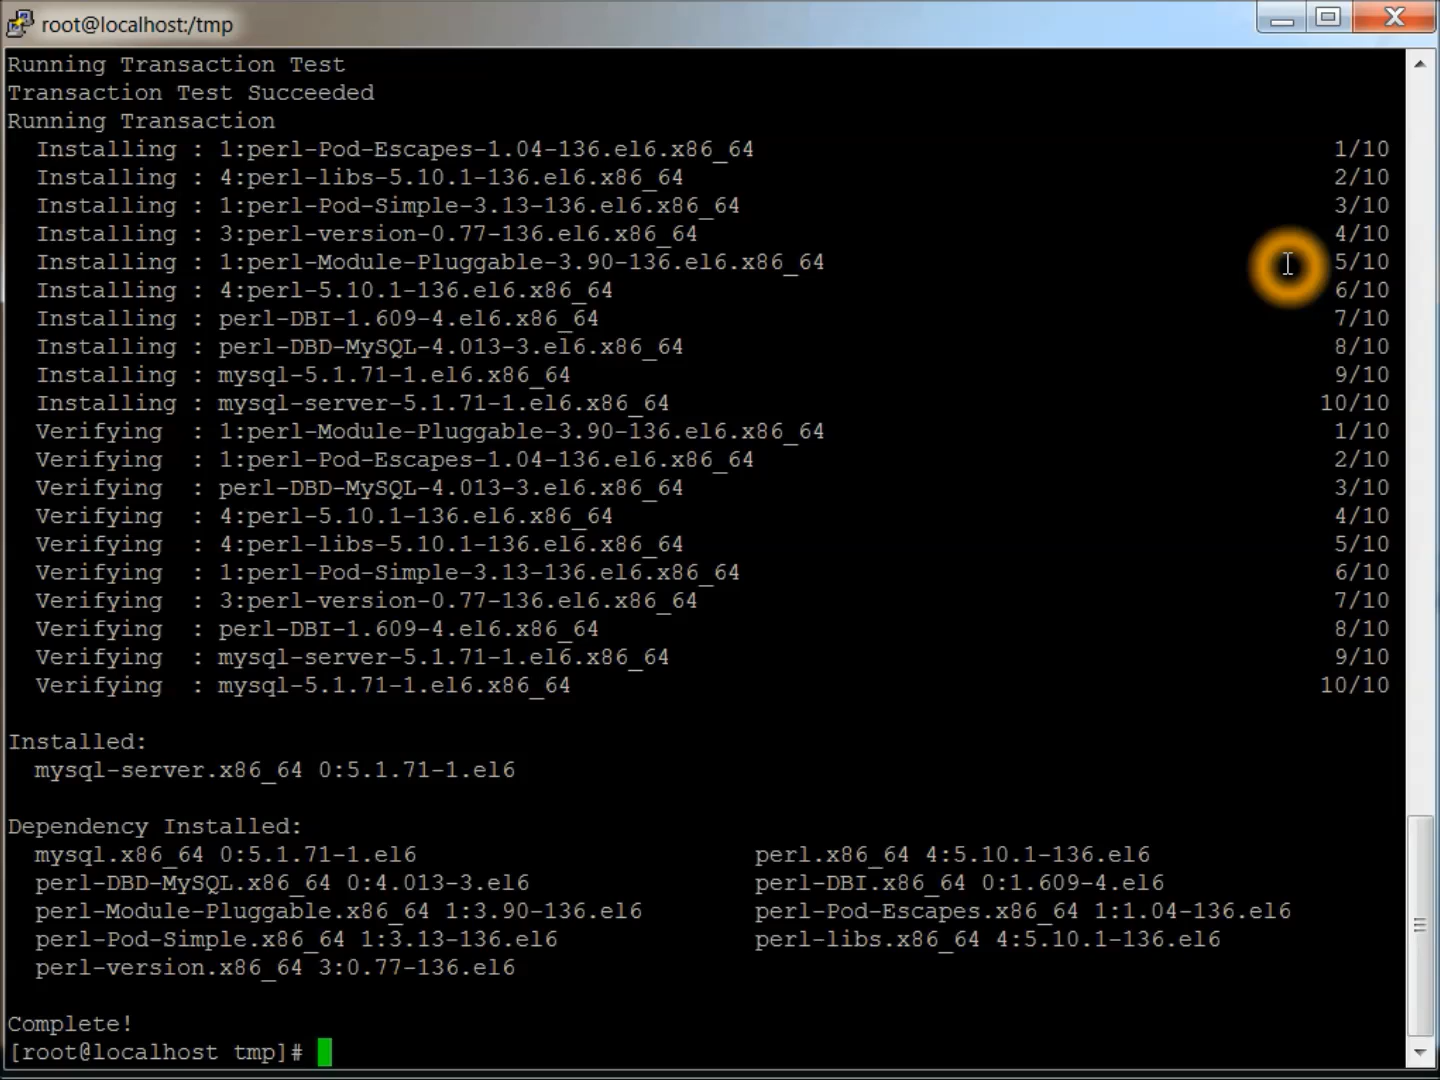 root@localhost:/tmp
Running Transaction Test
Transaction Test Succeeded
Running Transaction
Installing : 1:perl-Pod-Escapes-1.04-136.el6.x86_64 1/10
Installing : 4:perl-libs-5.10.1-136.el6.x86_64 2/10
Installing : 1:perl-Pod-Simple-3.13-136.el6.x86_64 3/10
Installing : 3:perl-version-0.77-136.el6.x86_64 4/10
Installing : 1:perl-Module-Pluggable-3.90-136.el6.x86_64 5/10
Installing : 4:perl-5.10.1-136.el6.x86_64 6/10
Installing : perl-DBI-1.609-4.el6.x86_64 7/10
Installing : perl-DBD-MySQL-4.013-3.el6.x86_64 8/10
Installing : mysql-5.1.71-1.el6.x86_64 9/10
Installing : mysql-server-5.1.71-1.el6.x86_64 10/10
Verifying : 1:perl-Module-Pluggable-3.90-136.el6.x86_64 1/10
Verifying : 1:perl-Pod-Escapes-1.04-136.el6.x86_64 2/10
Verifying : perl-DBD-MySQL-4.013-3.el6.x86_64 3/10
Verifying : 4:perl-5.10.1-136.el6.x86_64 4/10
Verifying : 4:perl-libs-5.10.1-136.el6.x86_64 5/10
Verifying : 1:perl-Pod-Simple-3.13-136.el6.x86_64 6/10
Verifying : 3:perl-version-0.77-136.el6.x86_64 7/10
Verifying : perl-DBI-1.609-4.el6.x86_64 8/10
Verifying : mysql-server-5.1.71-1.el6.x86_64 9/10
Verifying : mysql-5.1.71-1.el6.x86_64 10/10
Installed:
mysql-server.x86_64 0:5.1.71-1.el6
Dependency Installed:
mysql.x86_64 0:5.1.71-1.el6 perl.x86_64 4:5.10.1-136.el6
perl-DBD-MySQL.x86_64 0:4.013-3.el6 perl-DBI.x86_64 0:1.609-4.el6
perl-Module-Pluggable.x86_64 1:3.90-136.el6 perl-Pod-Escapes.x86_64 1:1.04-136.el6
perl-Pod-Simple.x86_64 1:3.13-136.el6 perl-libs.x86_64 4:5.10.1-136.el6
perl-version.x86_64 3:0.77-136.el6
Complete!
[root@localhost tmp]#